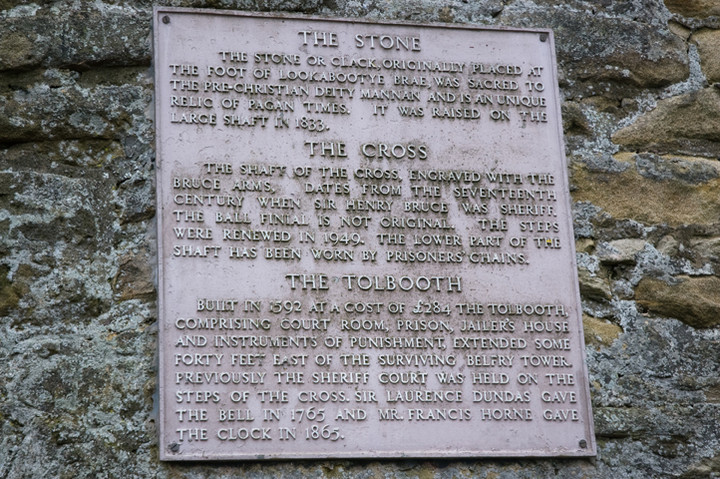 THE STONE
THE STONE OR CLACK, ORIGINALLY PLACED AT
THE FOOT OF LOOKABOOTYE BRAE WAS SACRED TO
THE PRE-CHRISTIAN DEITY MANNAN AND IS AN UNIQUE
RELIC OF PAGAN TIMES. IT WAS RAISED ON THE
LARGE SHAFT IN 1833.
THE CROSS
THE SHAFT OF THE CROSS, ENGRAVED WITH THE
BRUCE ARMS, DATES FROM THE SEVENTEENTH
CENTURY WHEN SIR HENRY BRUCE WAS SHERIFF.
THE BALL FINIAL IS NOT ORIGINAL. THE STEPS
WERE RENEWED IN 1949. THE LOWER PART OF THE
SHAFT HAS BEEN WORN BY PRISONERS' CHAINS.
THE TOLBOOTH
BUILT IN 1592 AT A COST OF £284 THE TOLBOOTH,
COMPRISING COURT ROOM, PRISON, JAILER'S HOUSE
AND INSTRUMENTS OF PUNISHMENT, EXTENDED SOME
FORTY FEET EAST OF THE SURVIVING BELFRY TOWER.
PREVIOUSLY THE SHERIFF COURT WAS HELD ON THE
STEPS OF THE CROSS. SIR LAURENCE DUNDAS GAVE
THE BELL IN 1765 AND MR. FRANCIS HORNE GAVE
THE CLOCK IN 1865.